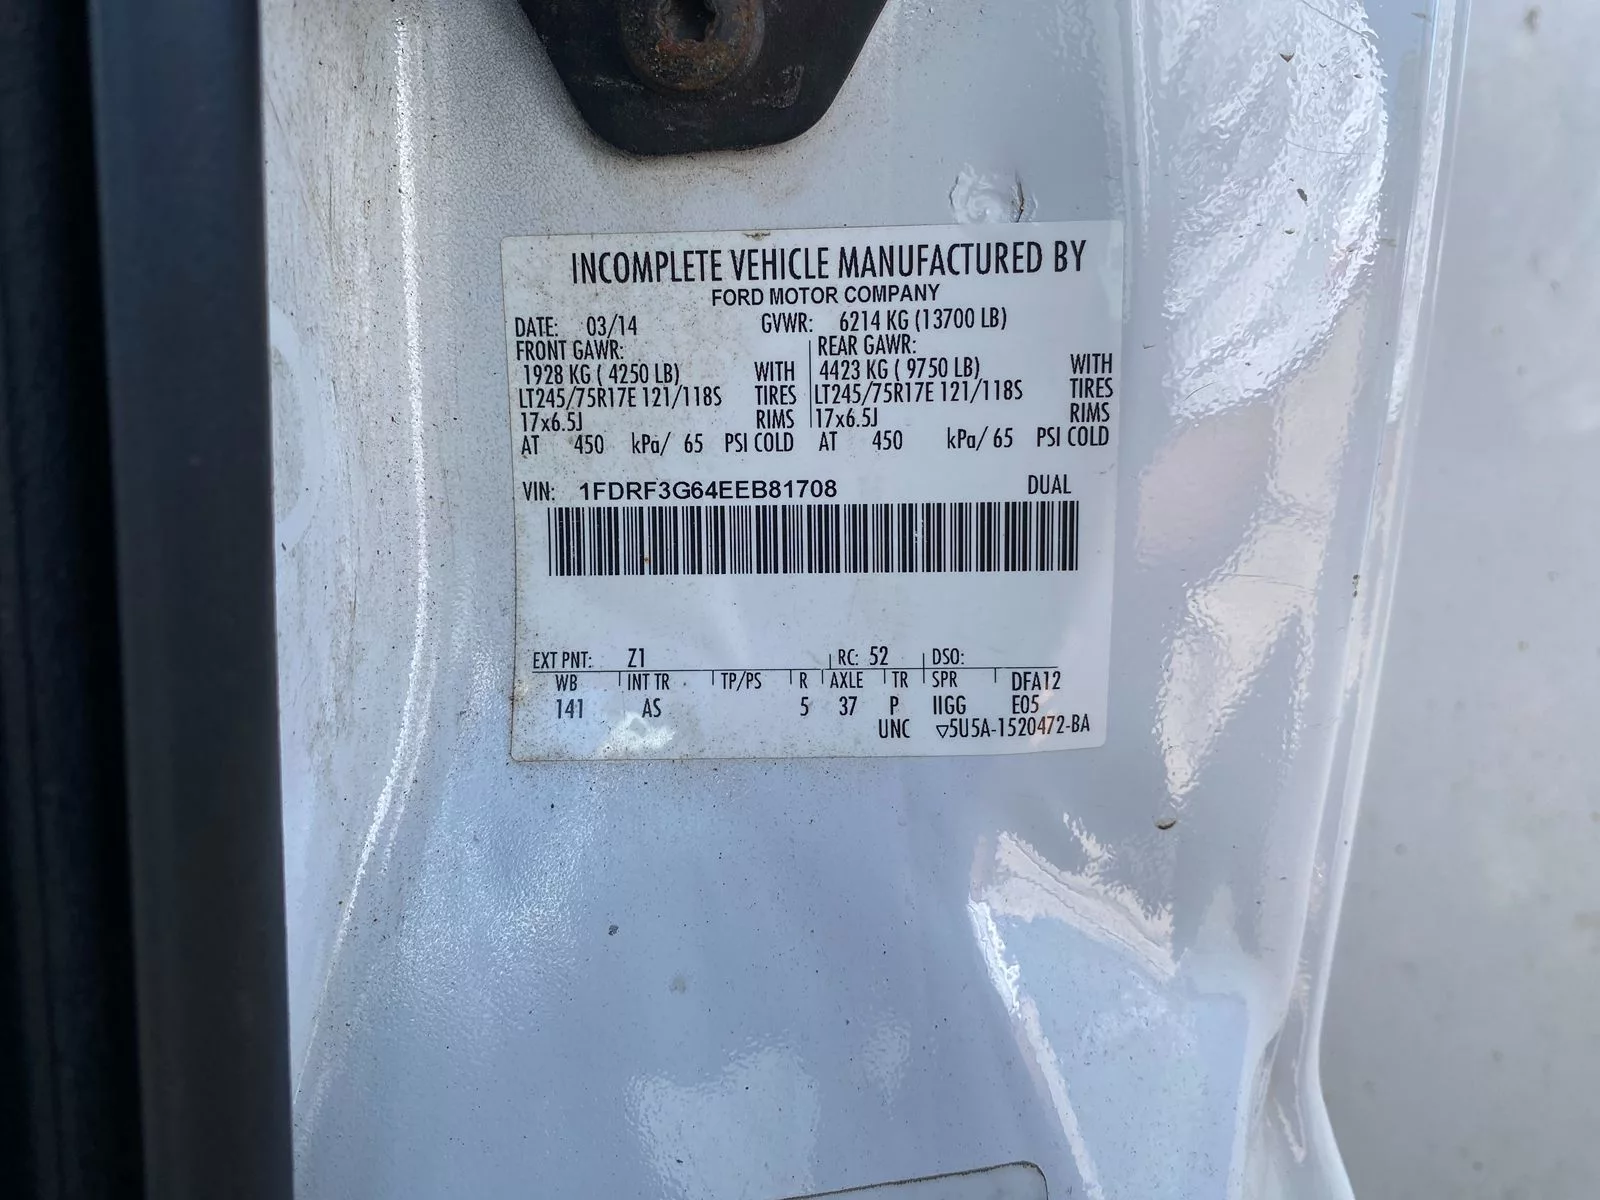 INCOMPLETE VEHICLE MANUFACTURED BY
FORD MOTOR COMPANY
DATE: 03/14 GVWR: 6214 KG (13700 LB)
FRONT GAWR: REAR GAWR:
1928 KG ( 4250 LB) WITH 4423 KG ( 9750 LB) WITH
LT245/75R17E 121/118S TIRES LT245/75R17E 121/118S TIRES
17x6.5J RIMS 17x6.5J RIMS
AT 450 kPa/ 65 PSI COLD AT 450 kPa/ 65 PSI COLD
VIN: 1FDRF3G64EEB81708 DUAL
EXT PNT: Z1 RC: 52 DSO:
WB INT TR TP/PS R AXLE TR SPR DFA12
141 AS 5 37 P IIGG E05
UNC ▽5U5A-1520472-BA